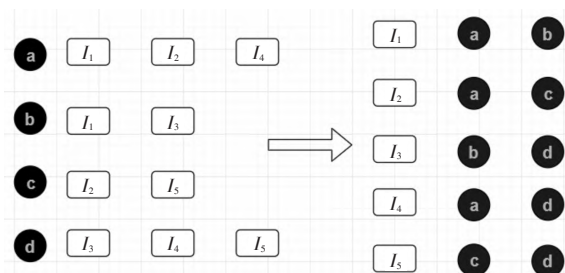 a I₁ I₂ I₄
b I₁ I₃
c I₂ I₅
d I₃ I₄ I₅
I₁ a b
I₂ a c
I₃ b d
I₄ a d
I₅ c d